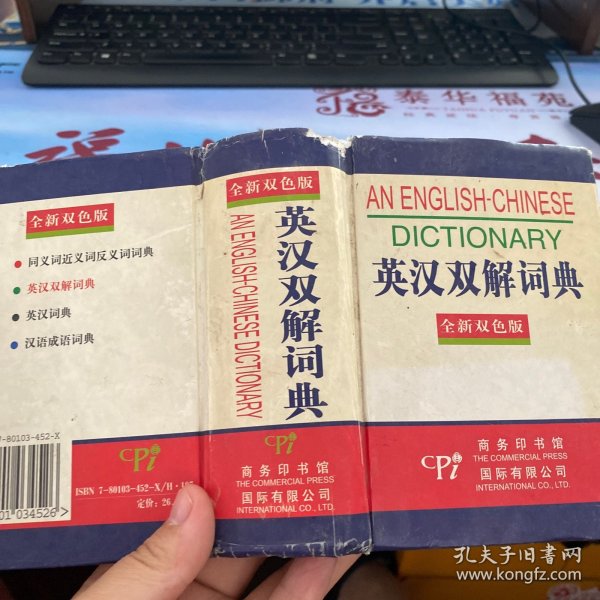 泰华福苑
全新双色版
同义词近义词反义词词典
英汉双解词典
英汉词典
汉语成语词典
7-80103-452-X
01 034526 >
CPi
ISBN 7-80103-452-X/H·105
定价:26.
全新双色版
英汉双解词典
AN ENGLISH-CHINESE DICTIONARY
CPi
商务印书馆
THE COMMERCIAL PRESS
国际有限公司
INTERNATIONAL CO., LTD.
AN ENGLISH-CHINESE
DICTIONARY
英汉双解词典
全新双色版
CPi
商务印书馆
THE COMMERCIAL PRESS
国际有限公司
INTERNATIONAL CO., LTD.
孔夫子旧书网
www.kongfz.com